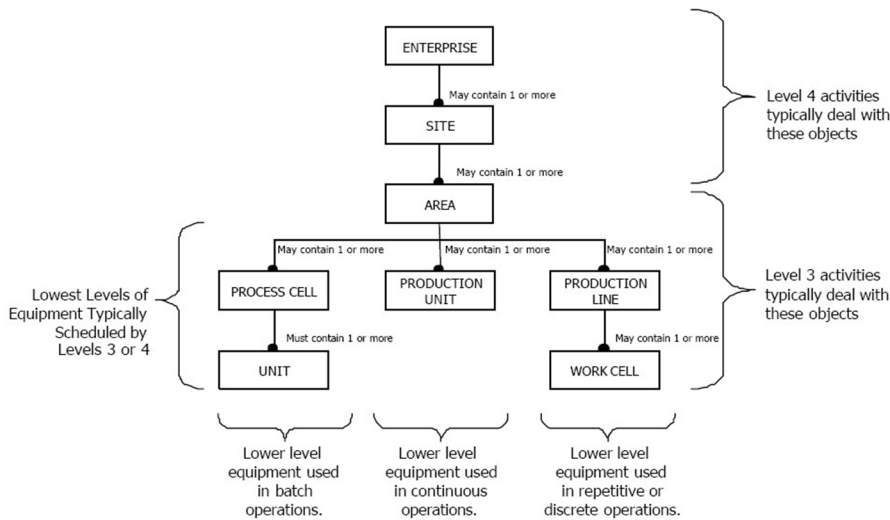 ENTERPRISE
May contain 1 or more
Level 4 activities
typically deal with
these objects
SITE
May contain 1 or more
AREA
May contain 1 or more
May contain 1 or more
May contain 1 or more
Level 3 activities
typically deal with
these objects
Lowest Levels of
Equipment Typically
Scheduled by
Levels 3 or 4
PROCESS CELL
PRODUCTION
UNIT
PRODUCTION
LINE
Must contain 1 or more
May contain 1 or more
UNIT
WORK CELL
Lower level
equipment used
in batch
operations.
Lower level
equipment used
in continuous
operations.
Lower level
equipment used
in repetitive or
discrete operations.